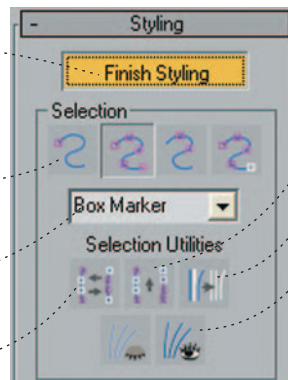 - Styling
Finish Styling
Selection
Box Marker
Selection Utilities